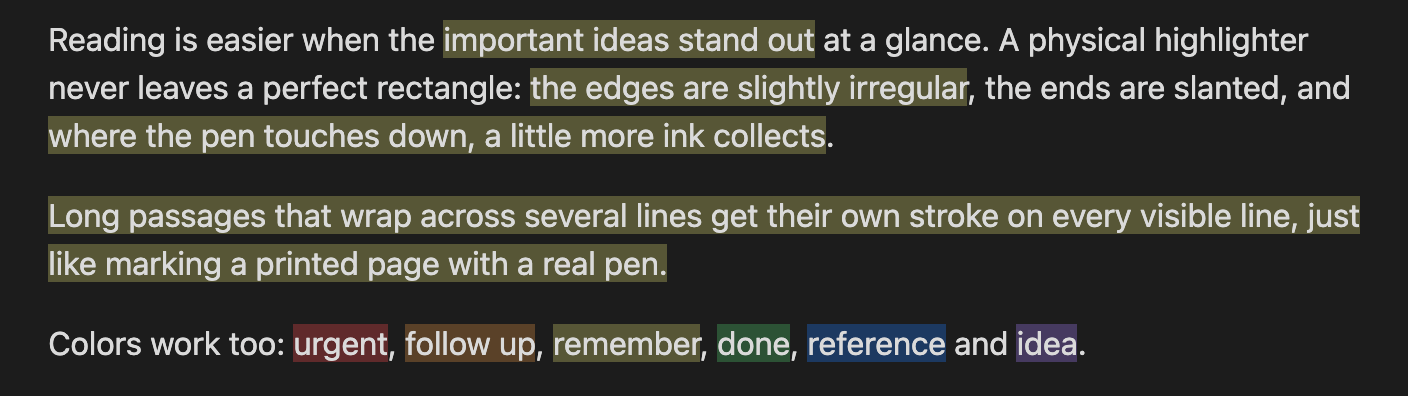 Reading is easier when the important ideas stand out at a glance. A physical highlighter
never leaves a perfect rectangle: the edges are slightly irregular, the ends are slanted, and
where the pen touches down, a little more ink collects.
Long passages that wrap across several lines get their own stroke on every visible line, just
like marking a printed page with a real pen.
Colors work too: urgent, follow up, remember, done, reference and idea.